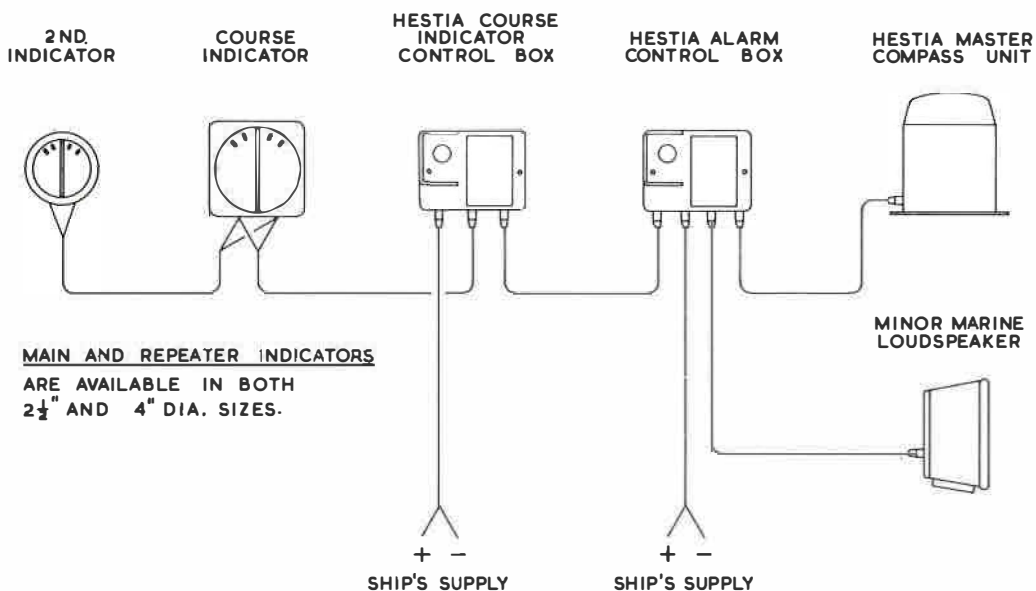 2ND.
INDICATOR
COURSE
INDICATOR
HESTIA COURSE
INDICATOR
CONTROL BOX
HESTIA ALARM
CONTROL BOX
HESTIA MASTER
COMPASS UNIT
MINOR MARINE
LOUDSPEAKER
MAIN AND REPEATER INDICATORS
ARE AVAILABLE IN BOTH
2½" AND 4" DIA. SIZES.
+ −
SHIP'S SUPPLY
+ −
SHIP'S SUPPLY